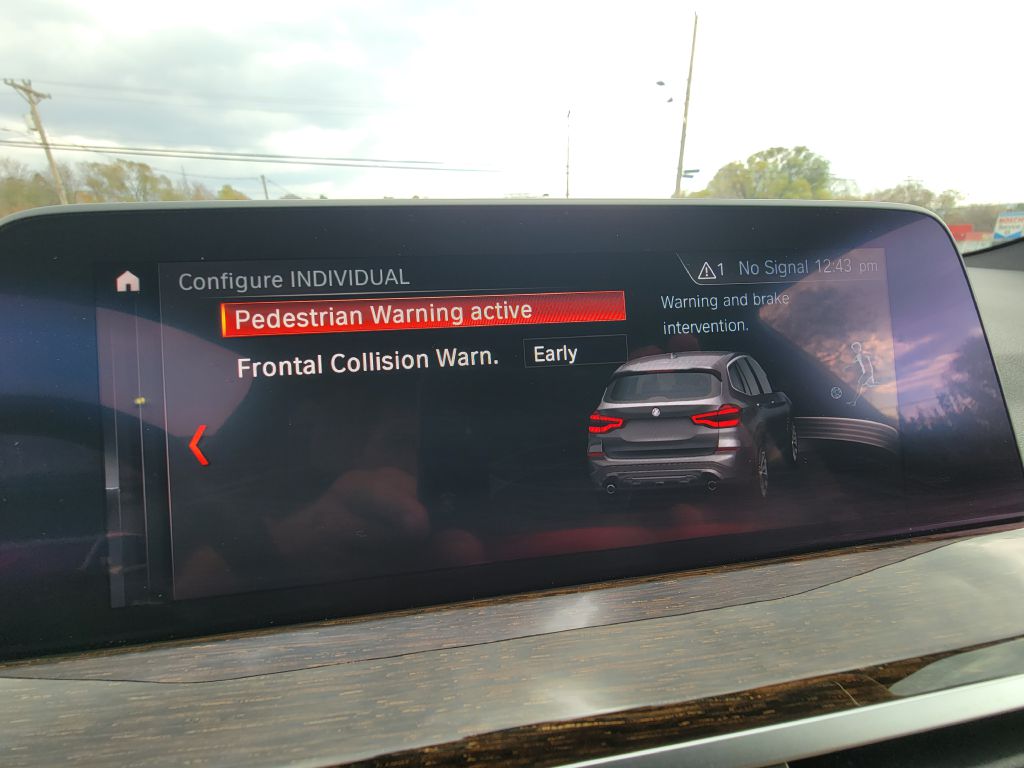 Configure INDIVIDUAL
1 No Signal 12:43 pm
Pedestrian Warning active
Frontal Collision Warn. Early
Warning and brake
intervention.